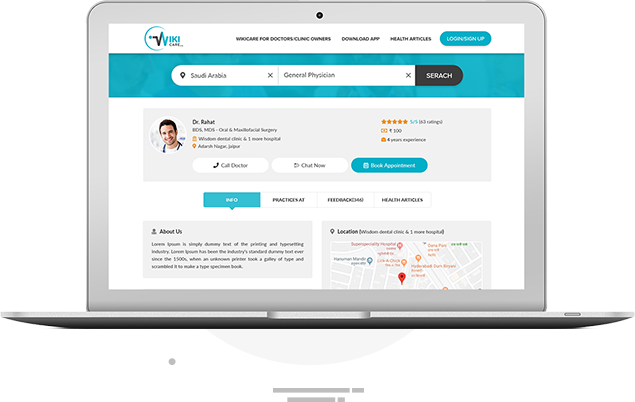 WIKI
CARE
WIKICARE FOR DOCTORS/CLINIC OWNERS
DOWNLOAD APP
HEALTH ARTICLES
LOGIN/SIGN UP
Saudi Arabia
General Physician
SERACH
Dr. Rahat
BDS, MDS - Oral & Maxillofacial Surgery
Wisdom dental clinic & 1 more hospital
Adarsh Nagar, jaipur
5/5 (63 ratings)
₹ 100
4 years experience
Call Doctor
Chat Now
Book Appointment
INFO
PRACTICES AT
FEEDBACK(346)
HEALTH ARTICLES
About Us
Lorem Ipsum is simply dummy text of the printing and typesetting
industry. Lorem Ipsum has been the industry's standard dummy text ever
since the 1500s, when an unknown printer took a galley of type and
scrambled it to make a type specimen book.
Location (Wisdom dental clinic & 1 more hospital)
Superspeciality Hospital
Hanuman Mandir